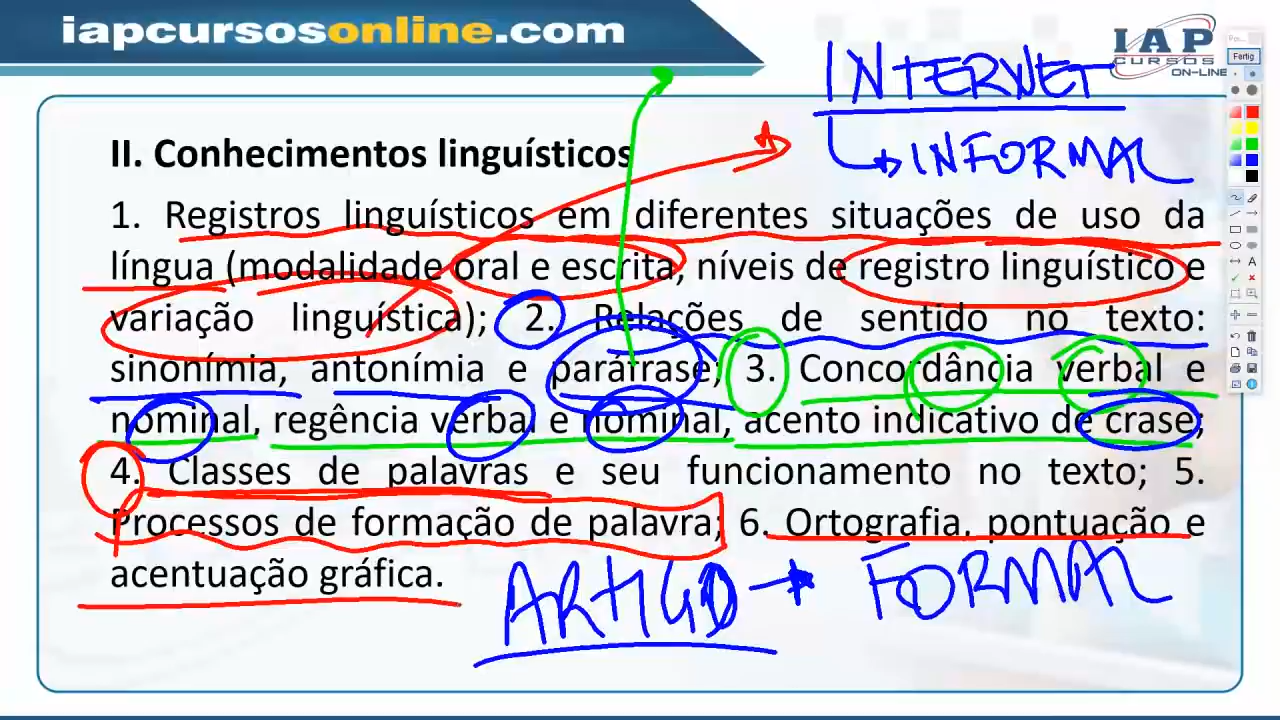 iapcursosonline.com
IAP
CURSOS
ON-LINE
Fertig
INTERNET
INFORMAL
II. Conhecimentos linguísticos
1. Registros linguísticos em diferentes situações de uso da
língua (modalidade oral e escrita, níveis de registro linguístico e
variação linguística); 2. Relações de sentido no texto:
sinonímia, antonímia e paráfrase; 3. Concordância verbal e
nominal, regência verbal e nominal, acento indicativo de crase;
4. Classes de palavras e seu funcionamento no texto; 5.
Processos de formação de palavra; 6. Ortografia, pontuação e
acentuação gráfica.
ARTIGO → FORMAL